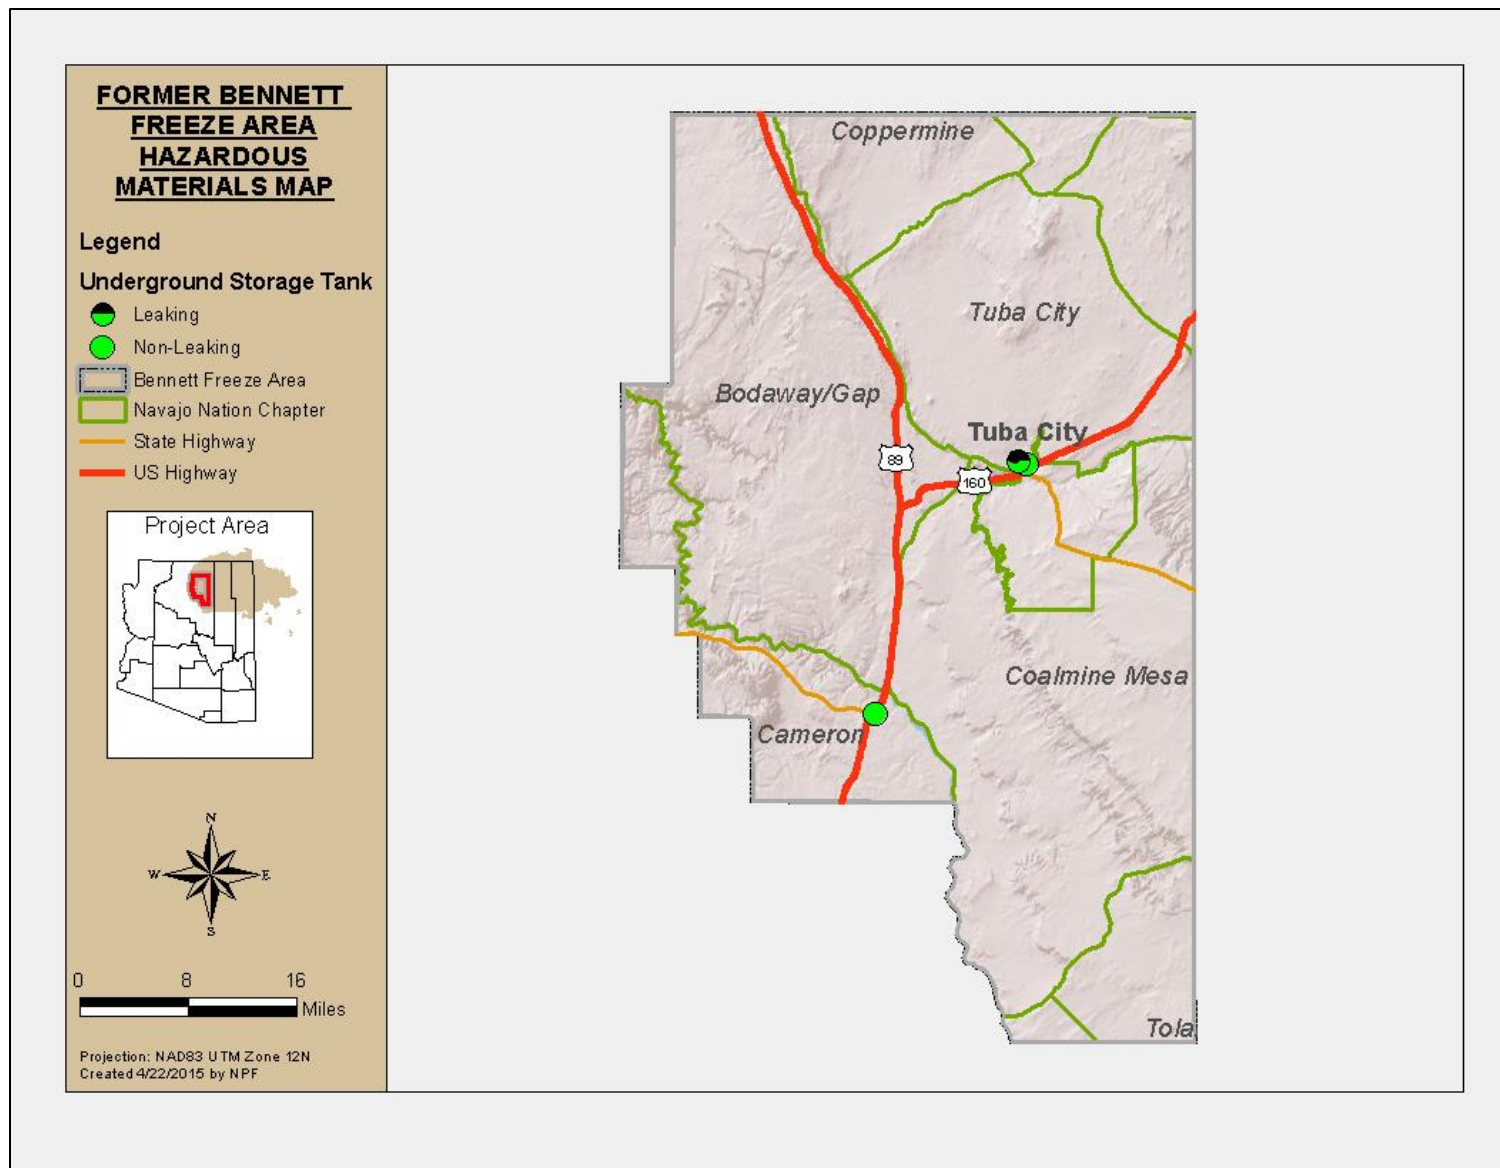 FORMER BENNETT
FREEZE AREA
HAZARDOUS
MATERIALS MAP
Legend
Underground Storage Tank
Leaking
Non-Leaking
Bennett Freeze Area
Navajo Nation Chapter
State Highway
US Highway
Project Area
N
W
E
S
0 8 16
Miles
Projection: NAD83 UTM Zone 12N
Created 4/22/2015 by NPF
Coppermine
Tuba City
Bodaway/Gap
Tuba City
89
160
Coalmine Mesa
Cameron
Tola